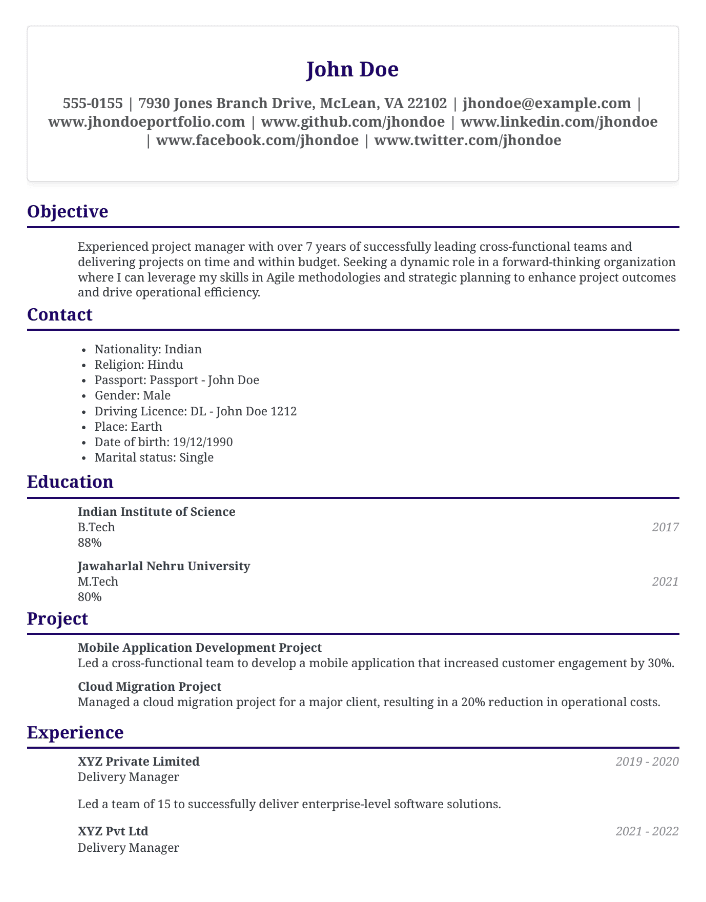 John Doe
555-0155 | 7930 Jones Branch Drive, McLean, VA 22102 | jhondoe@example.com |
www.jhondoeportfolio.com | www.github.com/jhondoe | www.linkedin.com/jhondoe
| www.facebook.com/jhondoe | www.twitter.com/jhondoe
Objective
Experienced project manager with over 7 years of successfully leading cross-functional teams and
delivering projects on time and within budget. Seeking a dynamic role in a forward-thinking organization
where I can leverage my skills in Agile methodologies and strategic planning to enhance project outcomes
and drive operational efficiency.
Contact
• Nationality: Indian
• Religion: Hindu
• Passport: Passport - John Doe
• Gender: Male
• Driving Licence: DL - John Doe 1212
• Place: Earth
• Date of birth: 19/12/1990
• Marital status: Single
Education
Indian Institute of Science
B.Tech 2017
88%
Jawaharlal Nehru University
M.Tech 2021
80%
Project
Mobile Application Development Project
Led a cross-functional team to develop a mobile application that increased customer engagement by 30%.
Cloud Migration Project
Managed a cloud migration project for a major client, resulting in a 20% reduction in operational costs.
Experience
XYZ Private Limited 2019 - 2020
Delivery Manager
Led a team of 15 to successfully deliver enterprise-level software solutions.
XYZ Pvt Ltd 2021 - 2022
Delivery Manager